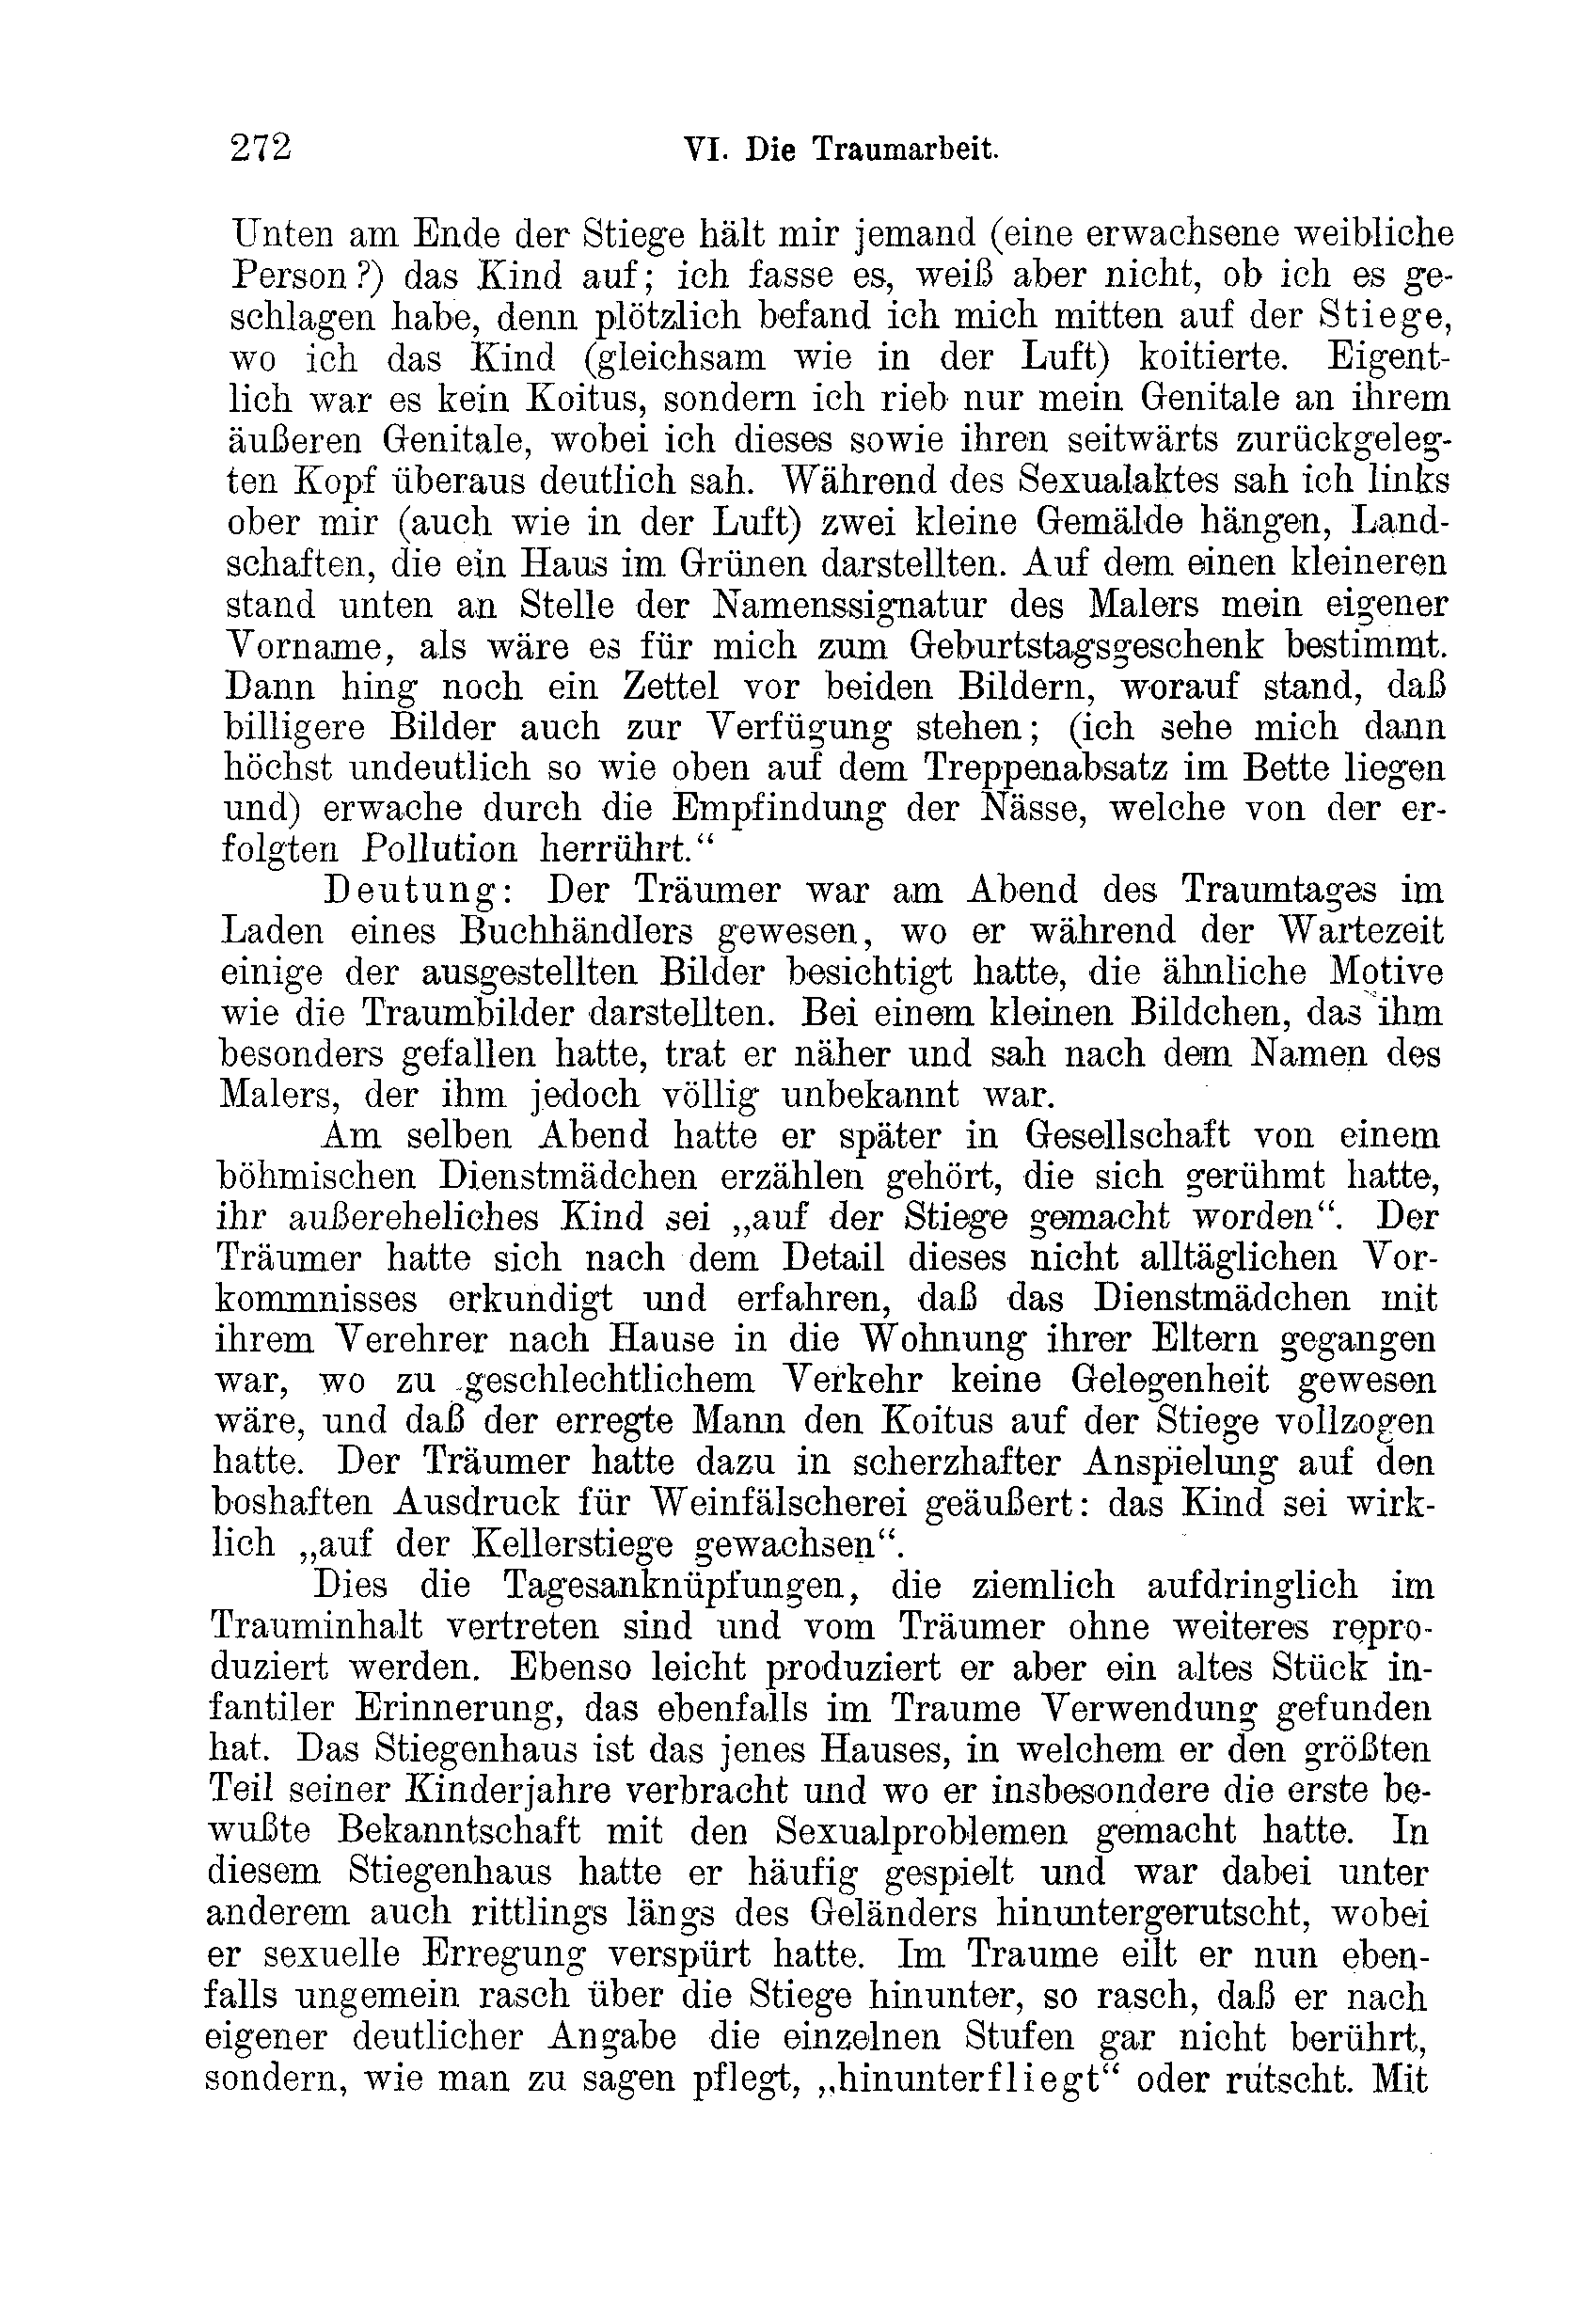 272
VI. Die Traumarbeit.
Unten am Ende der Stiege hält mir jemand (eine erwachsene weibliche
Person?) das Kind auf; ich fasse es, weiß aber nicht, ob ich es ge-
schlagen habe, denn plötzlich befand ich mich mitten auf der Stiege,
wo ich das Kind (gleichsam wie in der Luft) koitierte. Eigent-
lich war es kein Koitus, sondern ich rieb nur mein Genitale an ihrem
äußeren Genitale, wobei ich dieses sowie ihren seitwärts zurückgeleg-
ten Kopf überaus deutlich sah. Während des Sexualaktes sah ich links
ober mir (auch wie in der Luft) zwei kleine Gemälde hängen, Land-
schaften, die ein Haus im Grünen darstellten. Auf dem einen kleineren
stand unten an Stelle der Namenssignatur des Malers mein eigener
Vorname, als wäre es für mich zum Geburtstagsgeschenk bestimmt.
Dann hing noch ein Zettel vor beiden Bildern, worauf stand, daß
billigere Bilder auch zur Verfügung stehen; (ich sehe mich dann
höchst undeutlich so wie oben auf dem Treppenabsatz im Bette liegen
und) erwache durch die Empfindung der Nässe, welche von der er-
folgten Pollution herrührt.“
Deutung: Der Träumer war am Abend des Traumtages im
Laden eines Buchhändlers gewesen, wo er während der Wartezeit
einige der ausgestellten Bilder besichtigt hatte, die ähnliche Motive
wie die Traumbilder darstellten. Bei einem kleinen Bildchen, das ihm
besonders gefallen hatte, trat er näher und sah nach dem Namen des
Malers, der ihm jedoch völlig unbekannt war.
Am selben Abend hatte er später in Gesellschaft von einem
böhmischen Dienstmädchen erzählen gehört, die sich gerühmt hatte,
ihr außereheliches Kind sei „auf der Stiege gemacht worden“. Der
Träumer hatte sich nach dem Detail dieses nicht alltäglichen Vor-
kommnisses erkundigt und erfahren, daß das Dienstmädchen mit
ihrem Verehrer nach Hause in die Wohnung ihrer Eltern gegangen
war, wo zu geschlechtlichem Verkehr keine Gelegenheit gewesen
wäre, und daß der erregte Mann den Koitus auf der Stiege vollzogen
hatte. Der Träumer hatte dazu in scherzhafter Anspielung auf den
boshaften Ausdruck für Weinfälscherei geäußert: das Kind sei wirk-
lich „auf der Kellerstiege gewachsen“.
Dies die Tagesanknüpfungen, die ziemlich aufdringlich im
Trauminhalt vertreten sind und vom Träumer ohne weiteres repro-
duziert werden. Ebenso leicht produziert er aber ein altes Stück in-
fantiler Erinnerung, das ebenfalls im Traume Verwendung gefunden
hat. Das Stiegenhaus ist das jenes Hauses, in welchem er den größten
Teil seiner Kinderjahre verbracht und wo er insbesondere die erste be-
wußte Bekanntschaft mit den Sexualproblemen gemacht hatte. In
diesem Stiegenhaus hatte er häufig gespielt und war dabei unter
anderem auch rittlings längs des Geländers hinuntergerutscht, wobei
er sexuelle Erregung verspürt hatte. Im Traume eilt er nun eben-
falls ungemein rasch über die Stiege hinunter, so rasch, daß er nach
eigener deutlicher Angabe die einzelnen Stufen gar nicht berührt,
sondern, wie man zu sagen pflegt, „hinunterfliegt“ oder rutscht. Mit